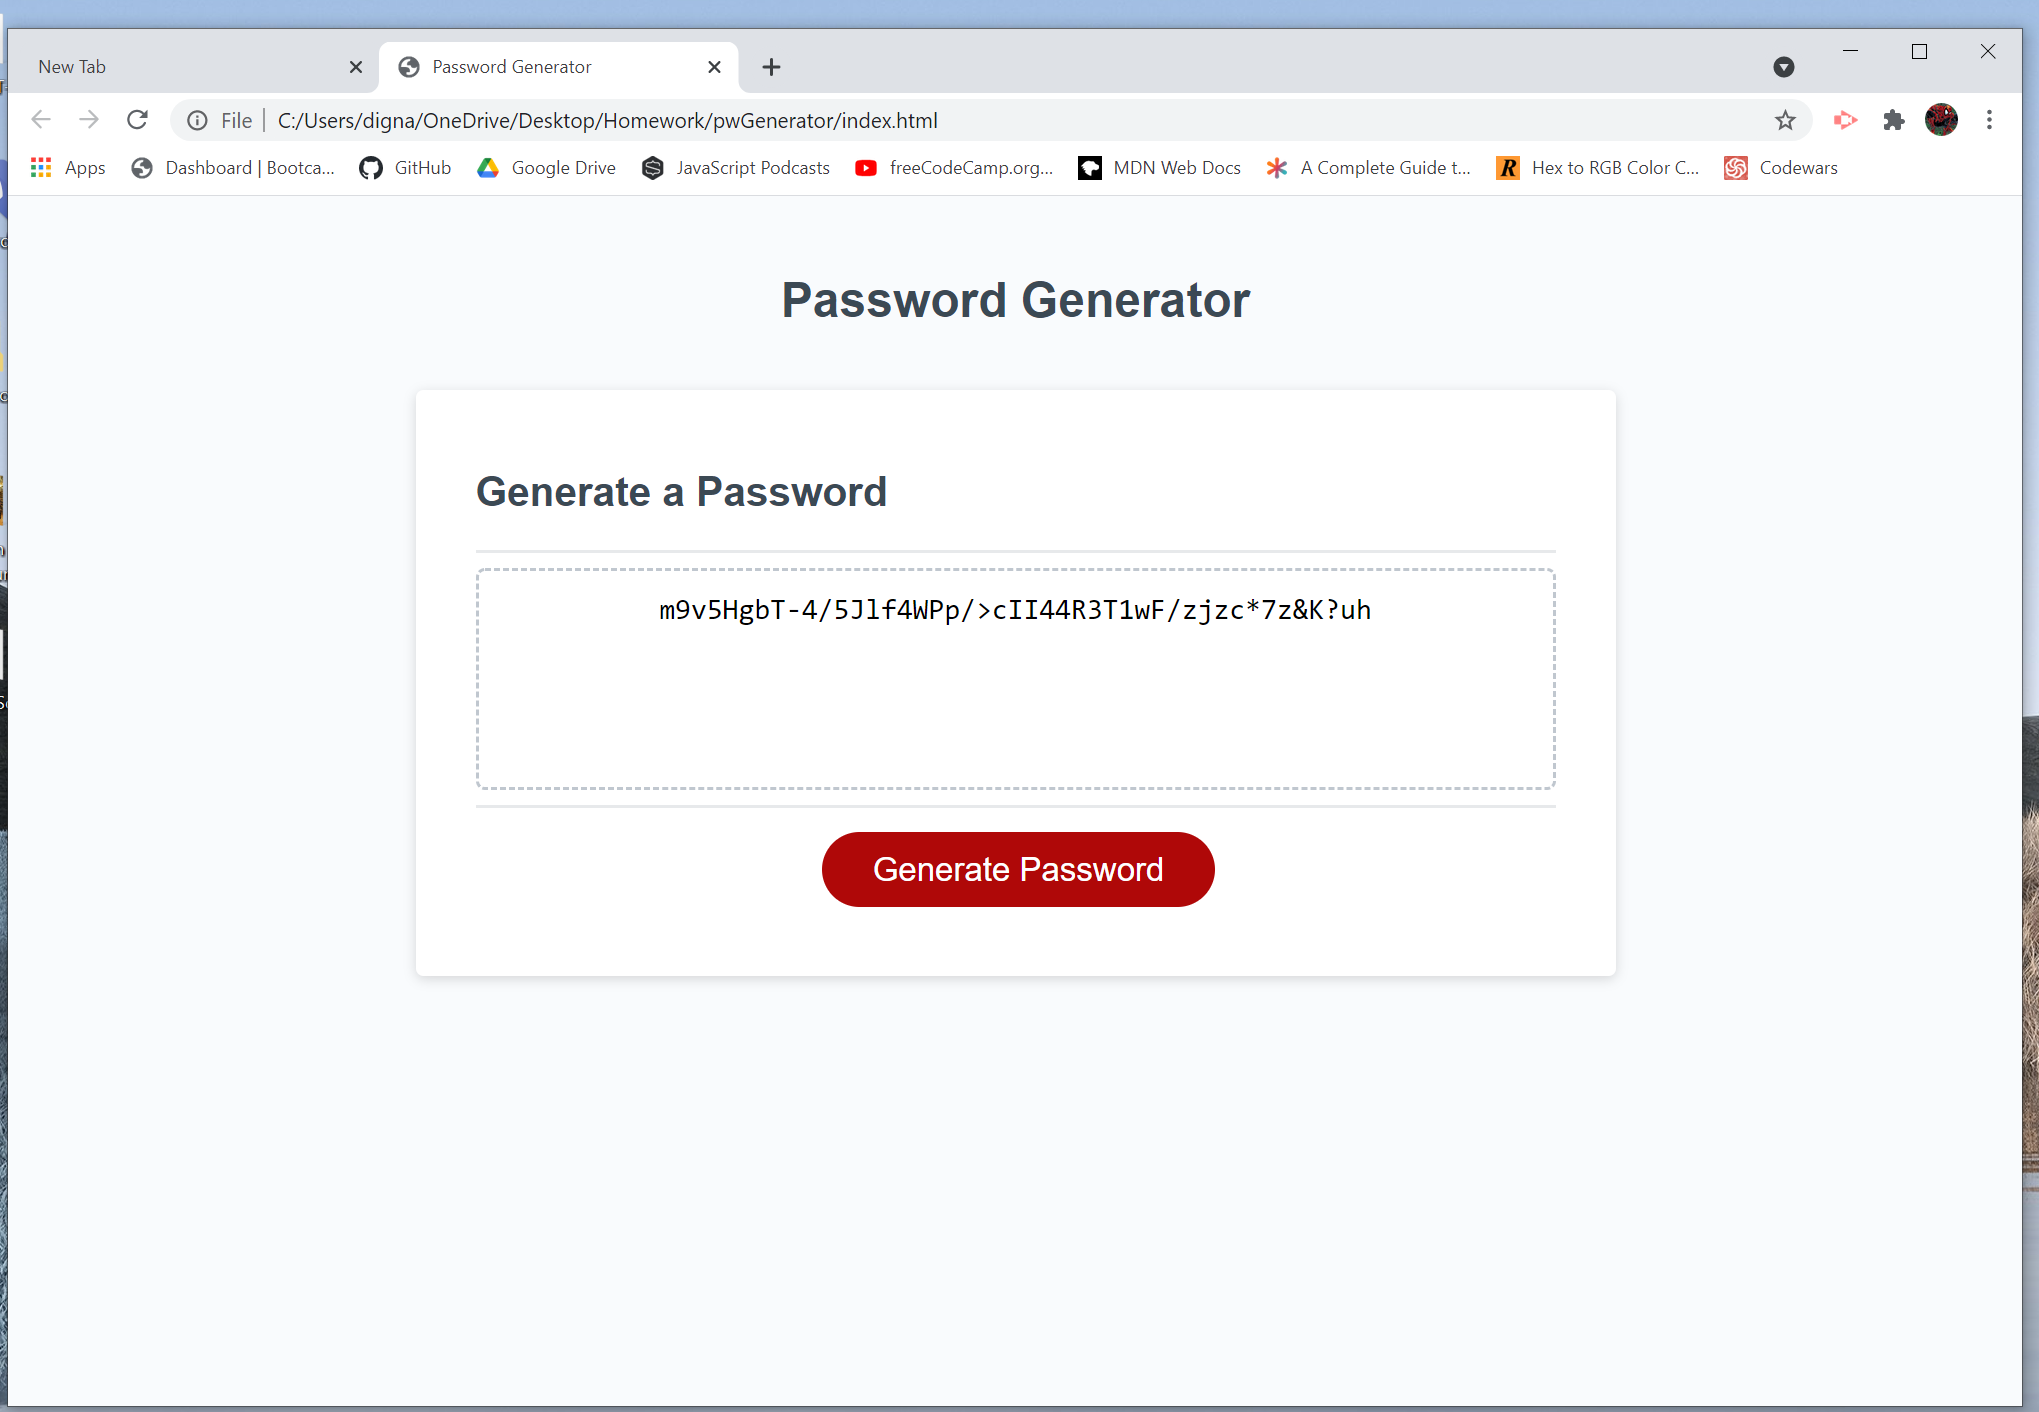 New Tab
Password Generator
File
C:/Users/digna/OneDrive/Desktop/Homework/pwGenerator/index.html
Apps
Dashboard | Bootca...
GitHub
Google Drive
JavaScript Podcasts
freeCodeCamp.org...
MDN Web Docs
A Complete Guide t...
R
Hex to RGB Color C...
Codewars
Password Generator
Generate a Password
m9v5HgbT-4/5Jlf4WPp/>cII44R3T1wF/zjzc*7z&K?uh
Generate Password